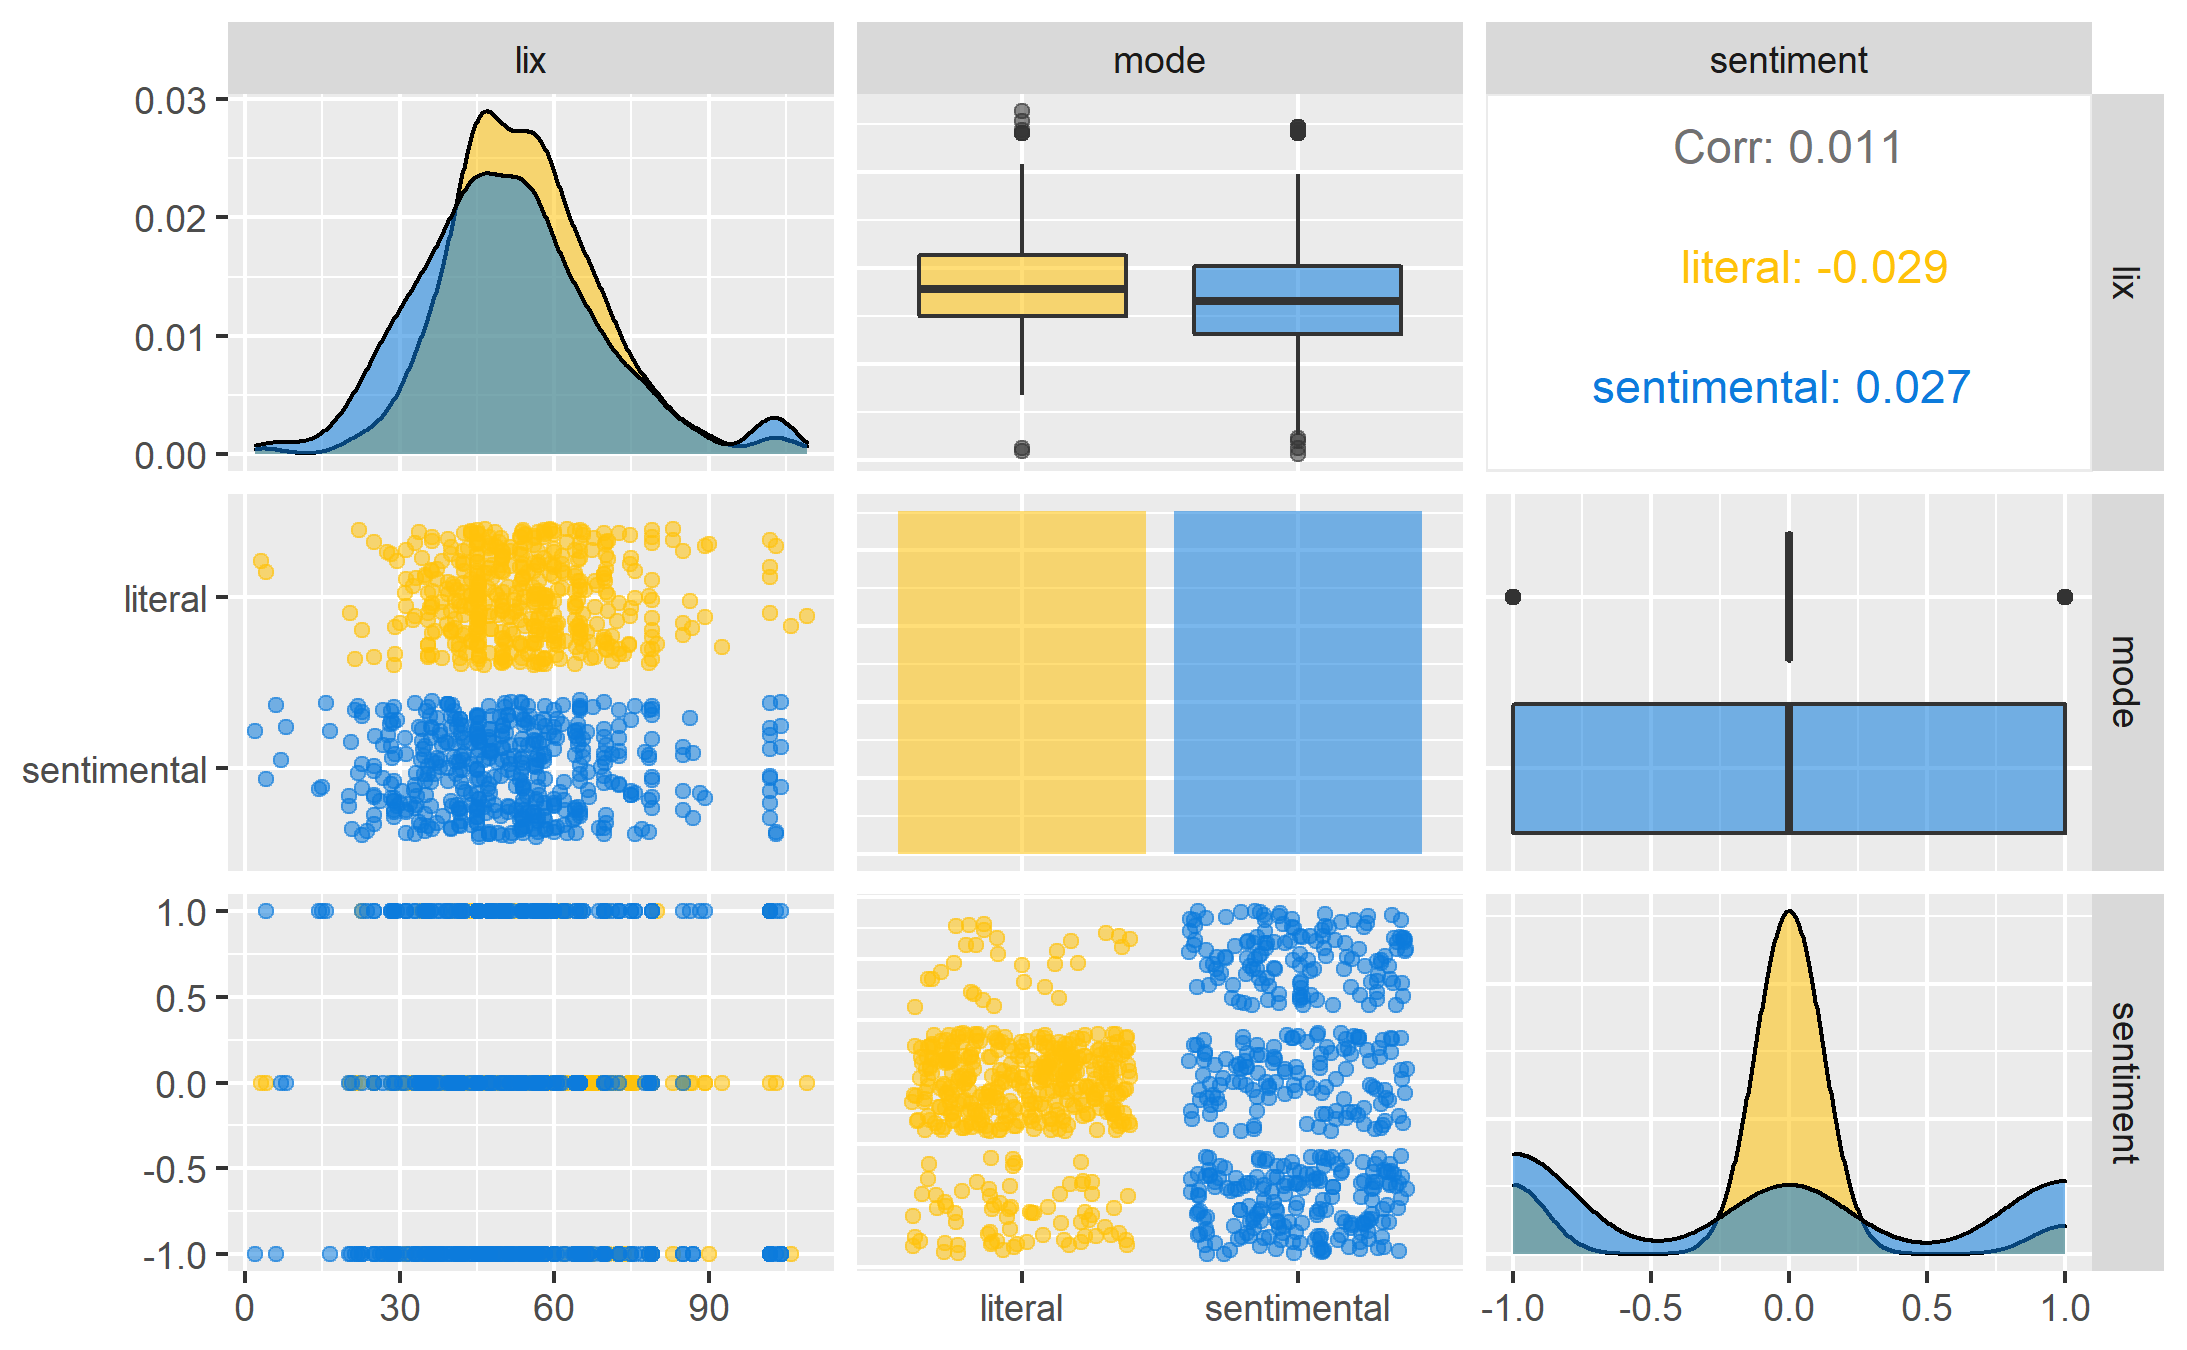 lix
mode
sentiment
0.03
0.02
0.01
0.00
Corr: 0.011
literal: -0.029
sentimental: 0.027
lix
literal
sentimental
mode
1.0
0.5
0.0
-0.5
-1.0
sentiment
0 30 60 90
literal sentimental
-1.0 -0.5 0.0 0.5 1.0